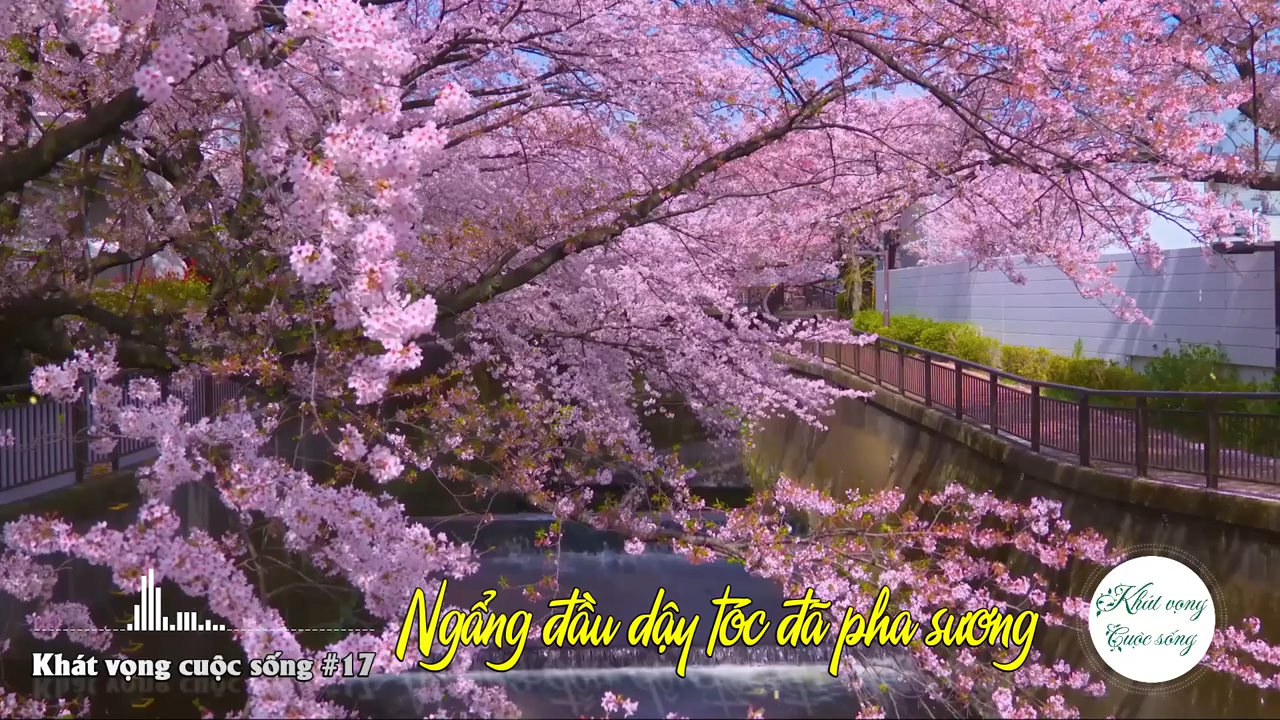 Ngẩng đầu dậy tóc đã pha sương
Khát vọng cuộc sống #17
Khát vọng
Cuộc sống